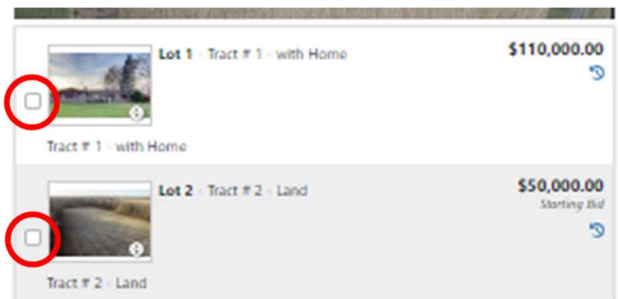 Lot 1 - Tract # 1 - with Home
$110,000.00
Tract # 1 - with Home
Lot 2 - Tract # 2 - Land
$50,000.00
Starting Bid
Tract # 2 - Land